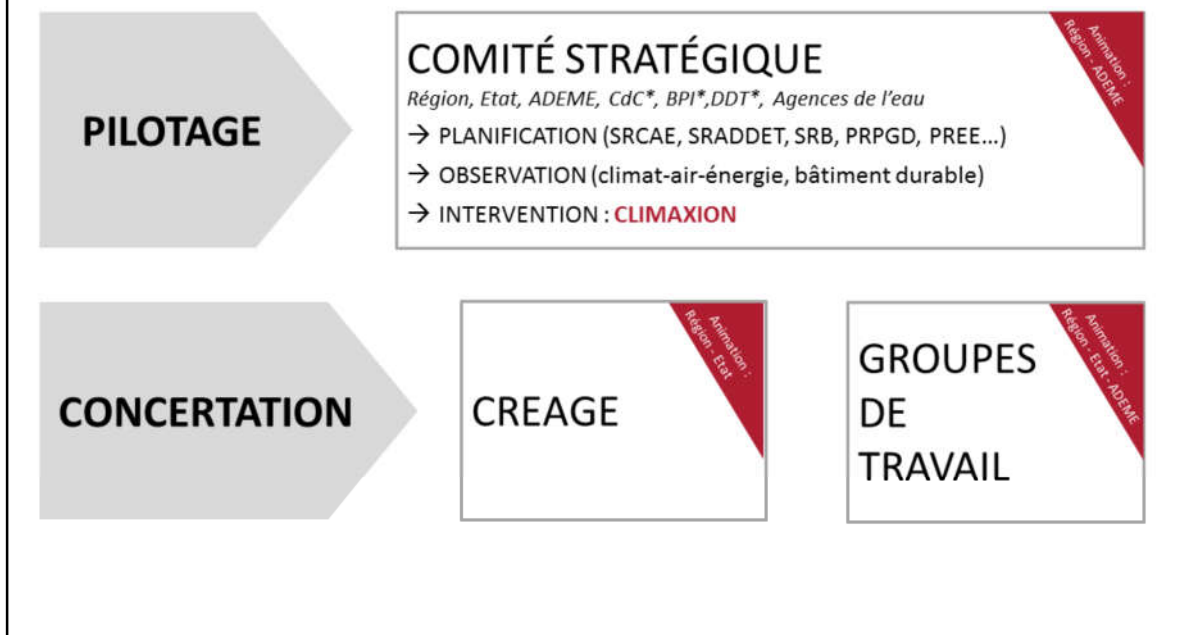 PILOTAGE
COMITÉ STRATÉGIQUE
Région, Etat, ADEME, CdC*, BPI*,DDT*, Agences de l'eau
→ PLANIFICATION (SRCAE, SRADDET, SRB, PRPGD, PREE...)
→ OBSERVATION (climat-air-énergie, bâtiment durable)
→ INTERVENTION : CLIMAXION
Animation :
Région - ADEME
CONCERTATION
CREAGE
Animation :
Région - Etat
GROUPES
DE
TRAVAIL
Animation :
Région - Etat - ADEME